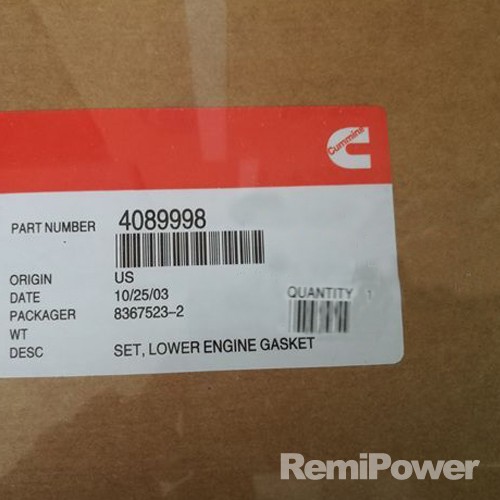 Cummins
PART NUMBER 4089998
ORIGIN US
DATE 10/25/03
QUANTITY 1
PACKAGER 8367523-2
WT
DESC SET, LOWER ENGINE GASKET
RemiPower